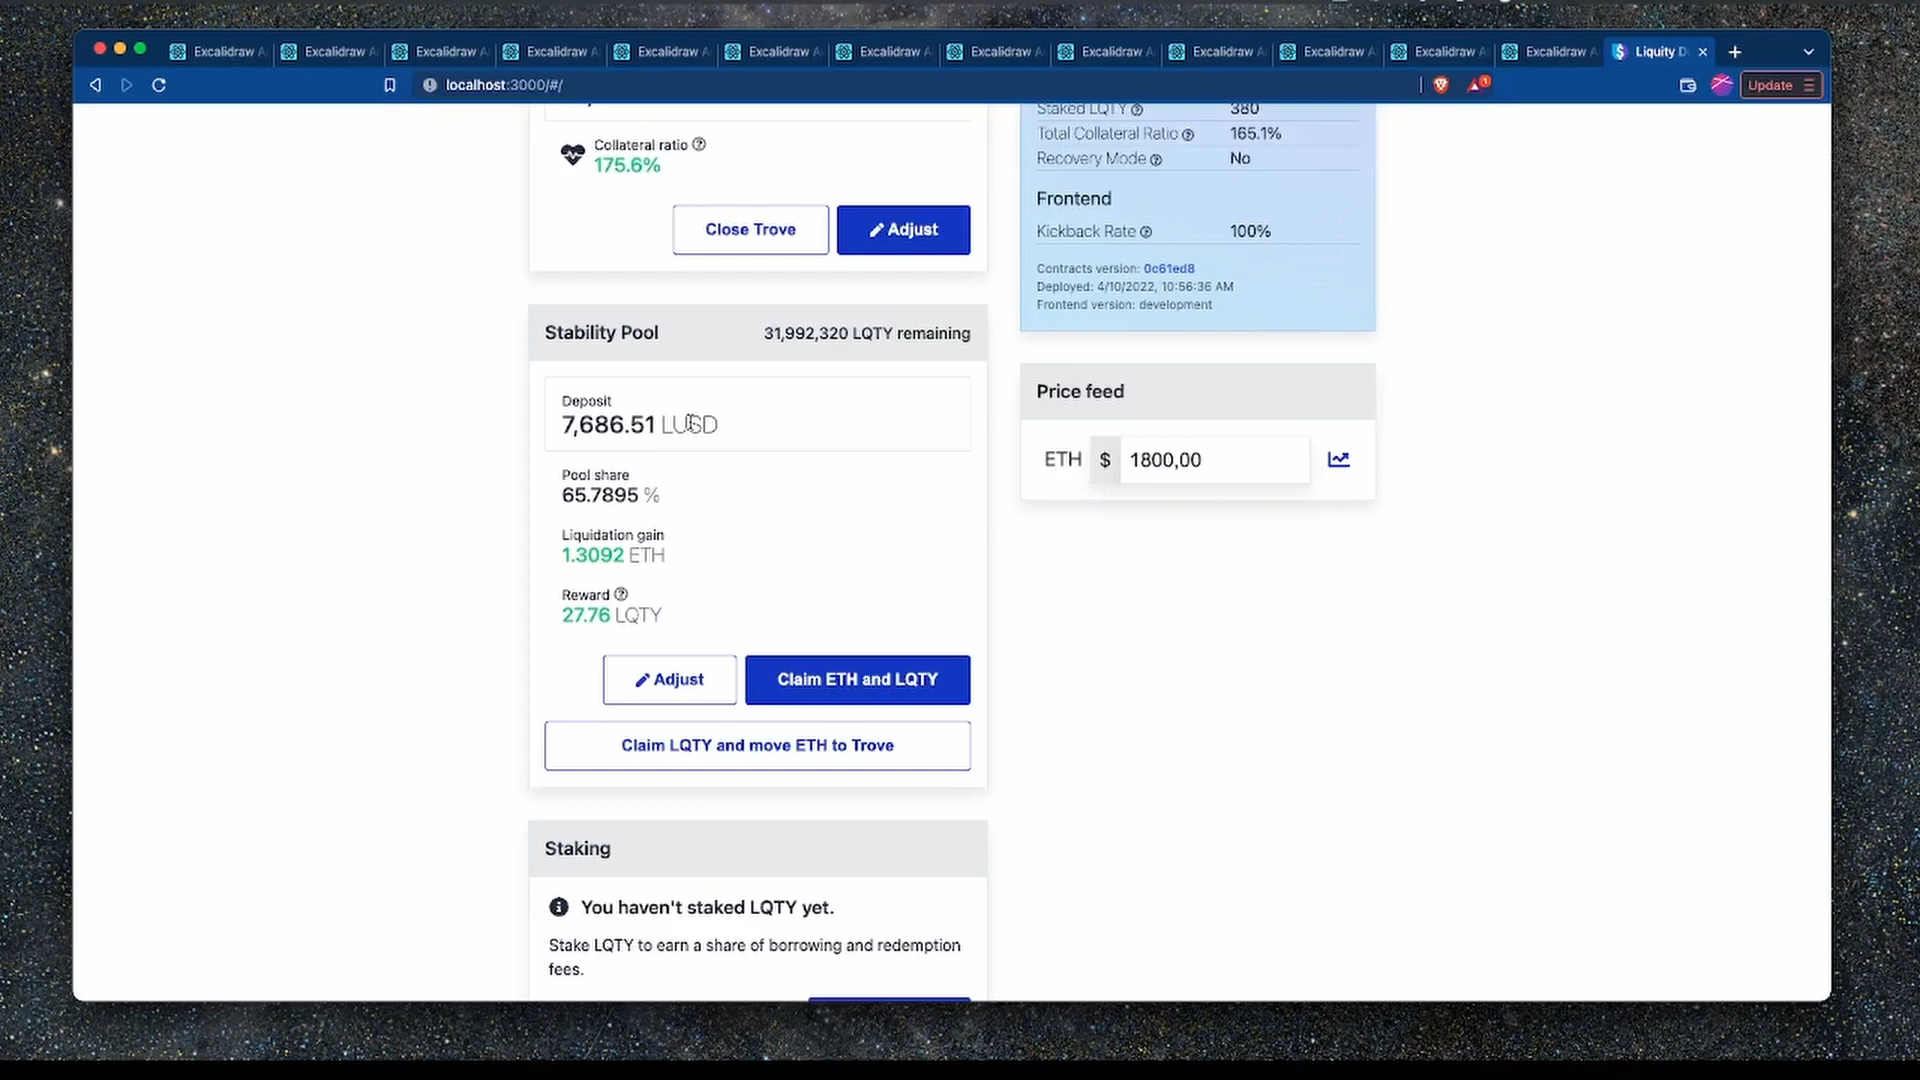 Excalidraw A
Excalidraw A
Excalidraw A
Excalidraw A
Excalidraw A
Excalidraw A
Excalidraw A
Excalidraw A
Excalidraw A
Excalidraw A
Excalidraw A
Excalidraw A
Excalidraw A
Liquity D
localhost:3000/#/
1
Update
Collateral ratio
175.6%
Close Trove
Adjust
Stability Pool
31,992,320 LQTY remaining
Deposit
7,686.51 LUSD
Pool share
65.7895 %
Liquidation gain
1.3092 ETH
Reward
27.76 LQTY
Adjust
Claim ETH and LQTY
Claim LQTY and move ETH to Trove
Staking
You haven't staked LQTY yet.
Stake LQTY to earn a share of borrowing and redemption
fees.
Staked LQTY 380
Total Collateral Ratio 165.1%
Recovery Mode No
Frontend
Kickback Rate 100%
Contracts version: 0c61ed8
Deployed: 4/10/2022, 10:56:36 AM
Frontend version: development
Price feed
ETH $ 1800,00